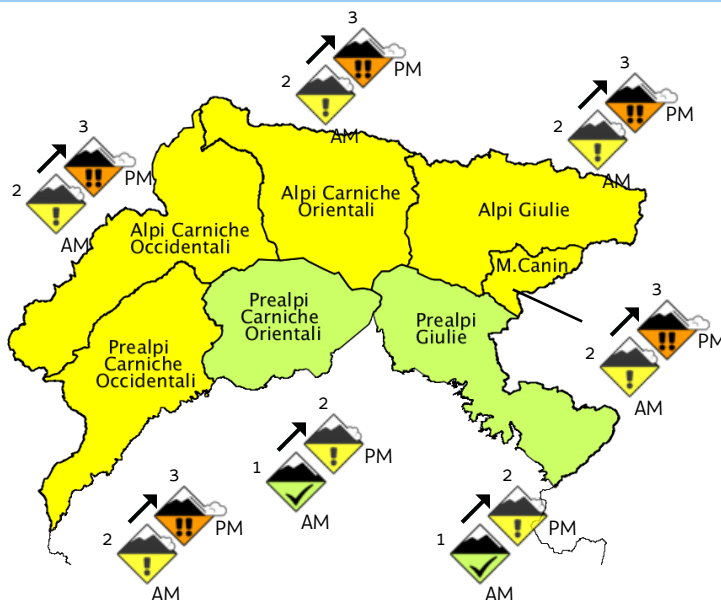 3
2
PM
AM
3
2
PM
AM
3
2
PM
AM
Alpi Carniche
Orientali
Alpi Giulie
Alpi Carniche
Occidentali
M.Canin
Prealpi
Carniche
Orientali
Prealpi
Giulie
Prealpi
Carniche
Occidentali
3
2
PM
AM
2
1
PM
AM
3
2
PM
AM
2
1
PM
AM